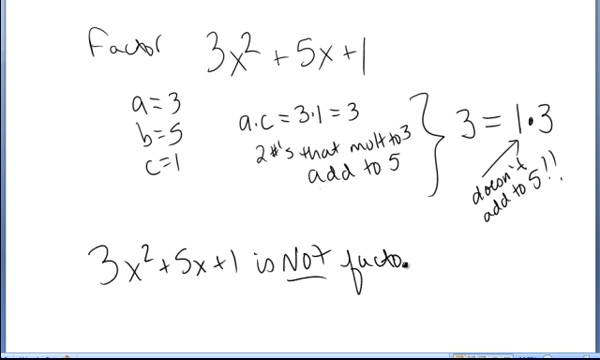 Factor 3x² + 5x + 1
a = 3
b = 5
c = 1
a·c = 3·1 = 3
2 #'s that mult to 3
add to 5
3 = 1·3
doesn't
add to 5!!
3x² + 5x + 1 is NOT facto